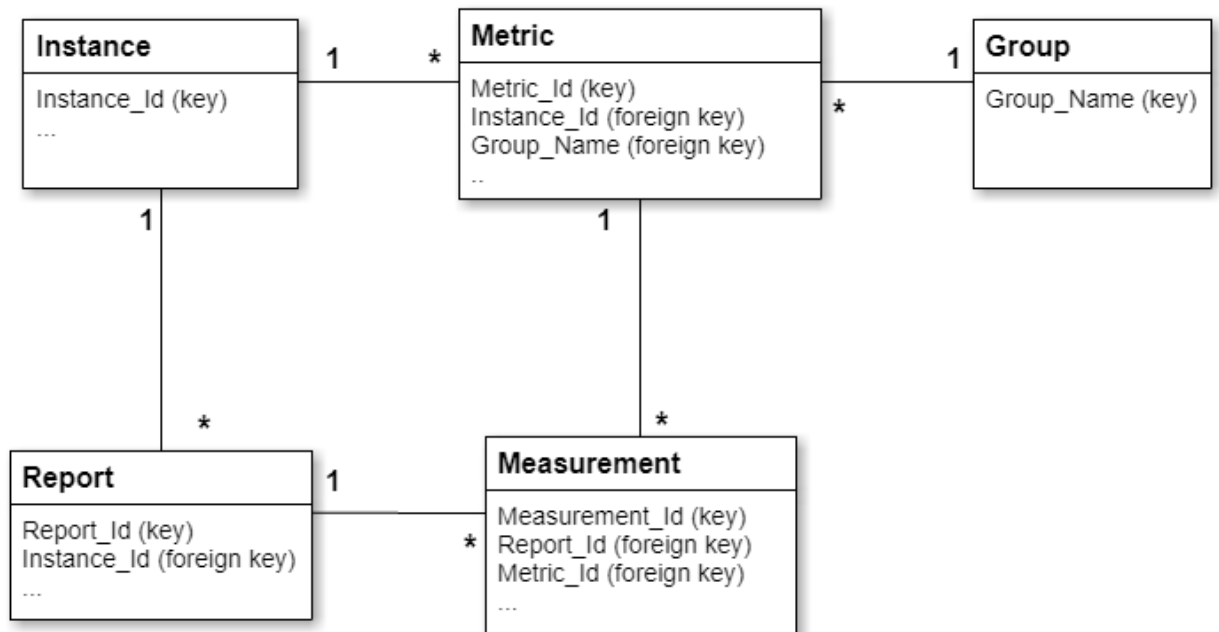 Instance
Instance_Id (key)
...
1
*
Metric
Metric_Id (key)
Instance_Id (foreign key)
Group_Name (foreign key)
..
1
*
Group
Group_Name (key)
1
*
1
*
Report
Report_Id (key)
Instance_Id (foreign key)
...
1
*
Measurement
Measurement_Id (key)
Report_Id (foreign key)
Metric_Id (foreign key)
...